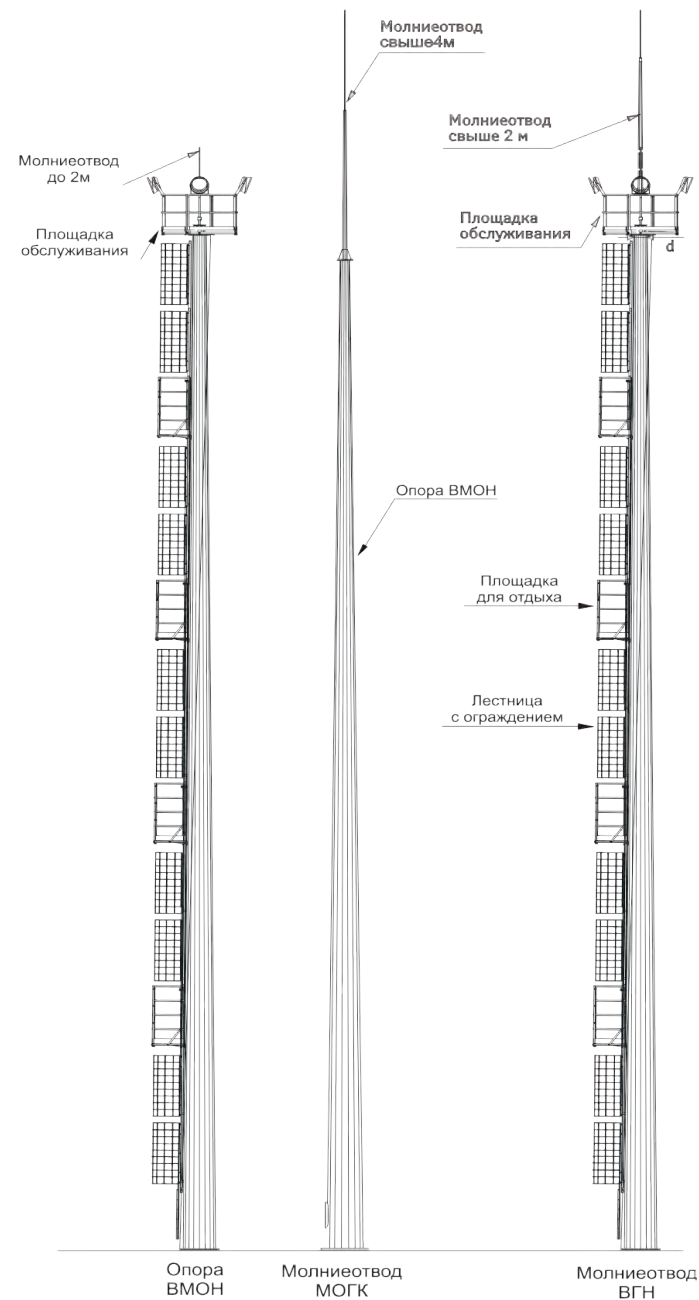 Молниеотвод
свыше4м
Молниеотвод
свыше 2 м
Молниеотвод
до 2м
Площадка
обслуживания
Площадка
обслуживания
d
Опора ВМОН
Площадка
для отдыха
Лестница
с ограждением
Опора
ВМОН
Молниеотвод
МОГК
Молниеотвод
ВГН